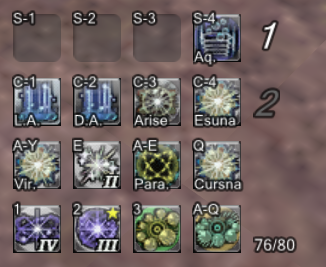 S-1 S-2 S-3 S-4 1
Aq.
C-1 C-2 C-3 C-4 2
L.A. D.A. Arise Esuna
A-Y E A-E Q
Vir. II Para. Cursna
1 2 3 A-Q
IV III 76/80